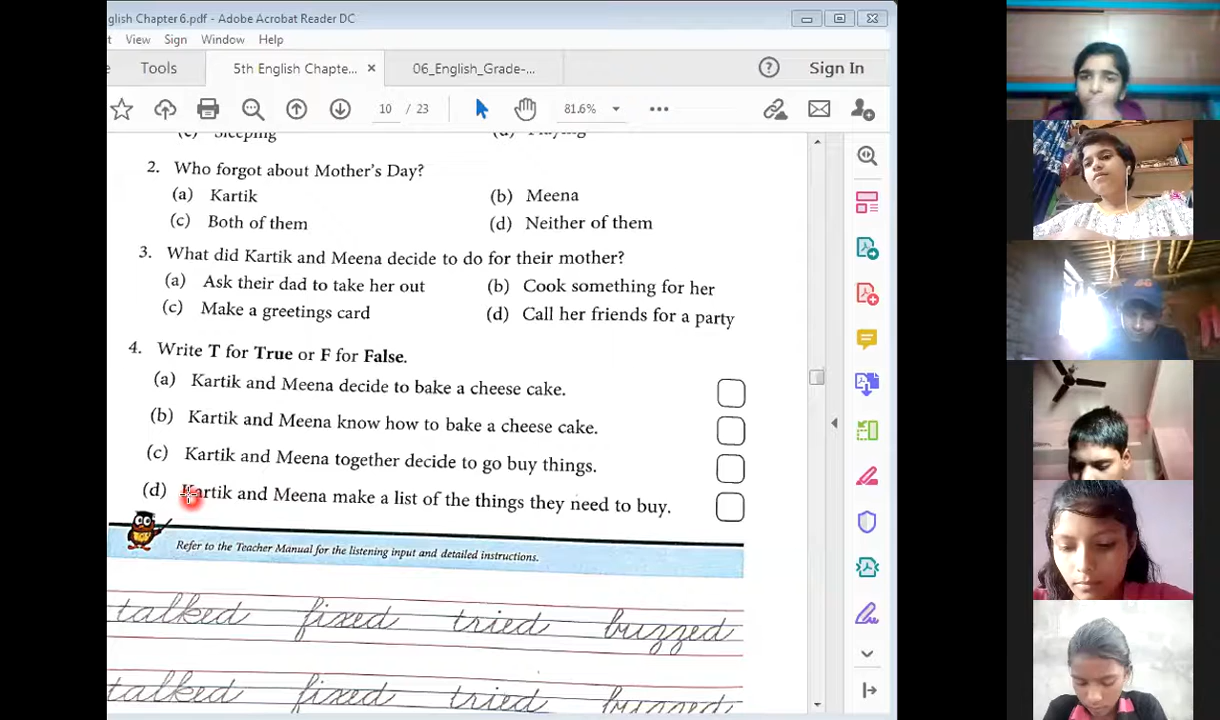 glish Chapter 6.pdf - Adobe Acrobat Reader DC
View Sign Window Help
Tools 5th English Chapte... × 06_English_Grade-... Sign In
10 / 23 81.6%
(c) Sleeping (d) Playing
2. Who forgot about Mother's Day?
(a) Kartik (b) Meena
(c) Both of them (d) Neither of them
3. What did Kartik and Meena decide to do for their mother?
(a) Ask their dad to take her out (b) Cook something for her
(c) Make a greetings card (d) Call her friends for a party
4. Write T for True or F for False.
(a) Kartik and Meena decide to bake a cheese cake.
(b) Kartik and Meena know how to bake a cheese cake.
(c) Kartik and Meena together decide to go buy things.
(d) Kartik and Meena make a list of the things they need to buy.
Refer to the Teacher Manual for the listening input and detailed instructions.
talked fixed tried buzzed
talked fixed tried buzzed